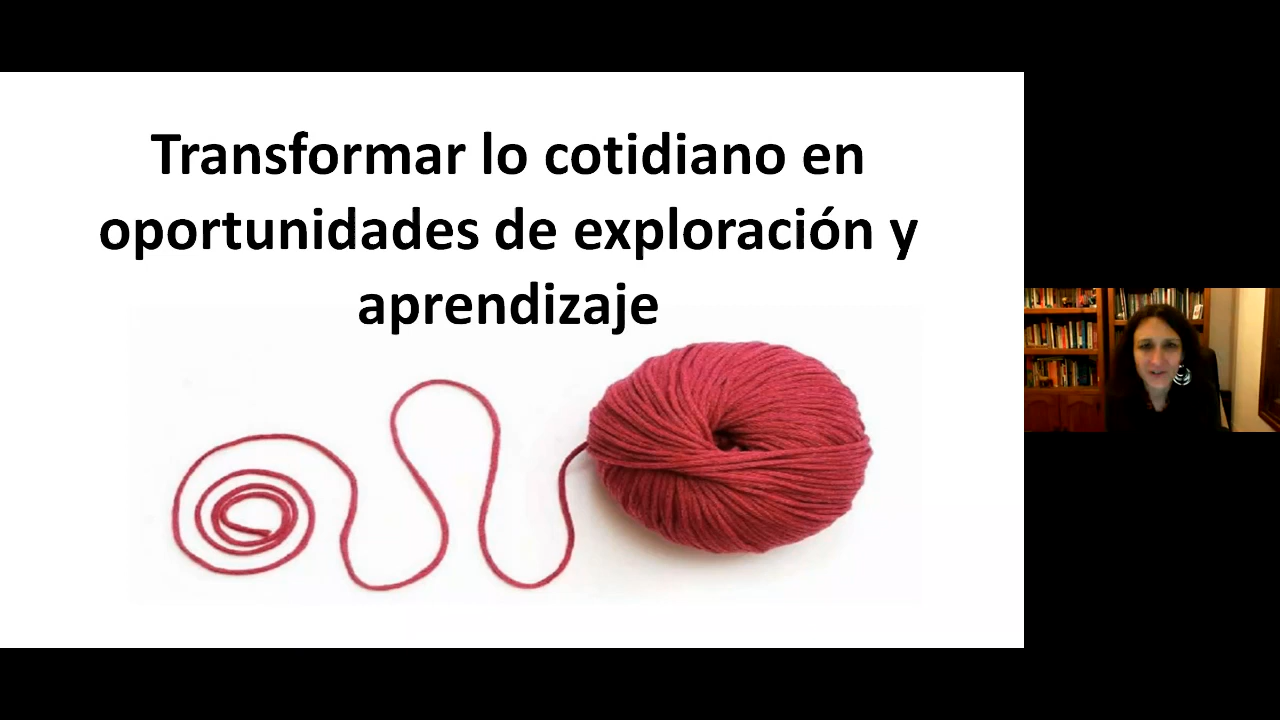 Transformar lo cotidiano en
oportunidades de exploración y
aprendizaje